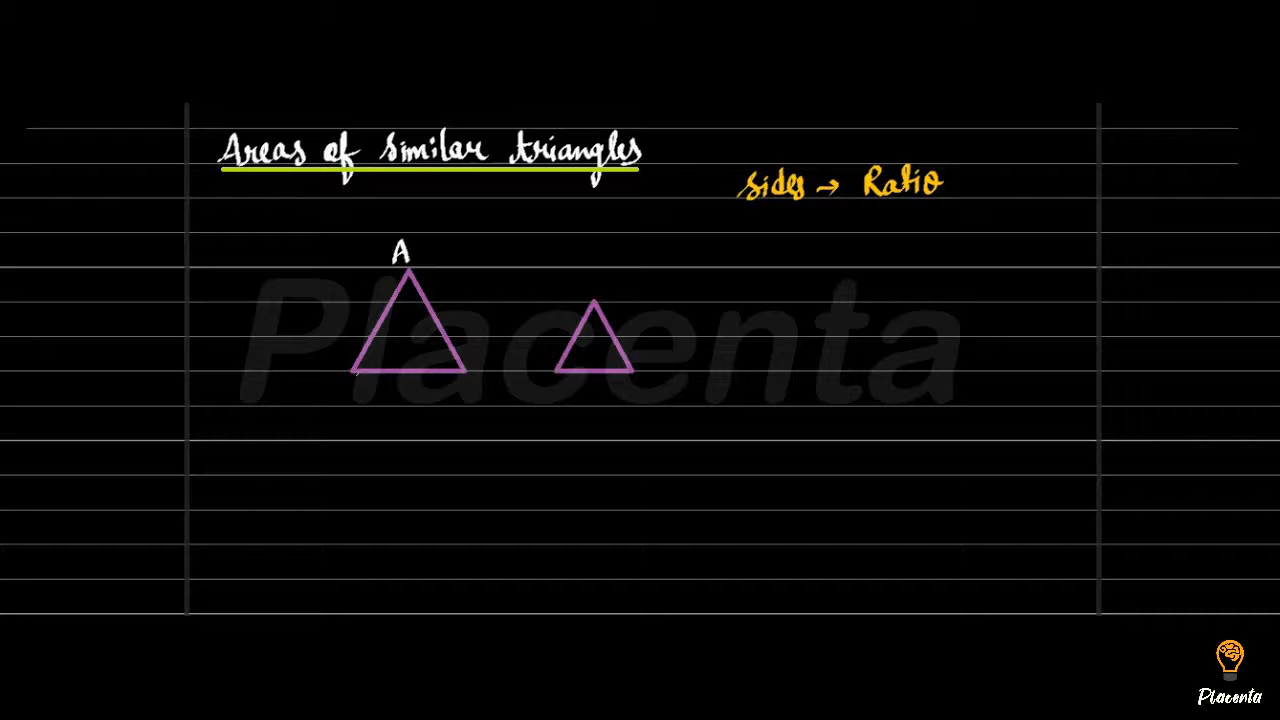 Areas of similar triangles
sides → Ratio
A
Placenta
Placenta